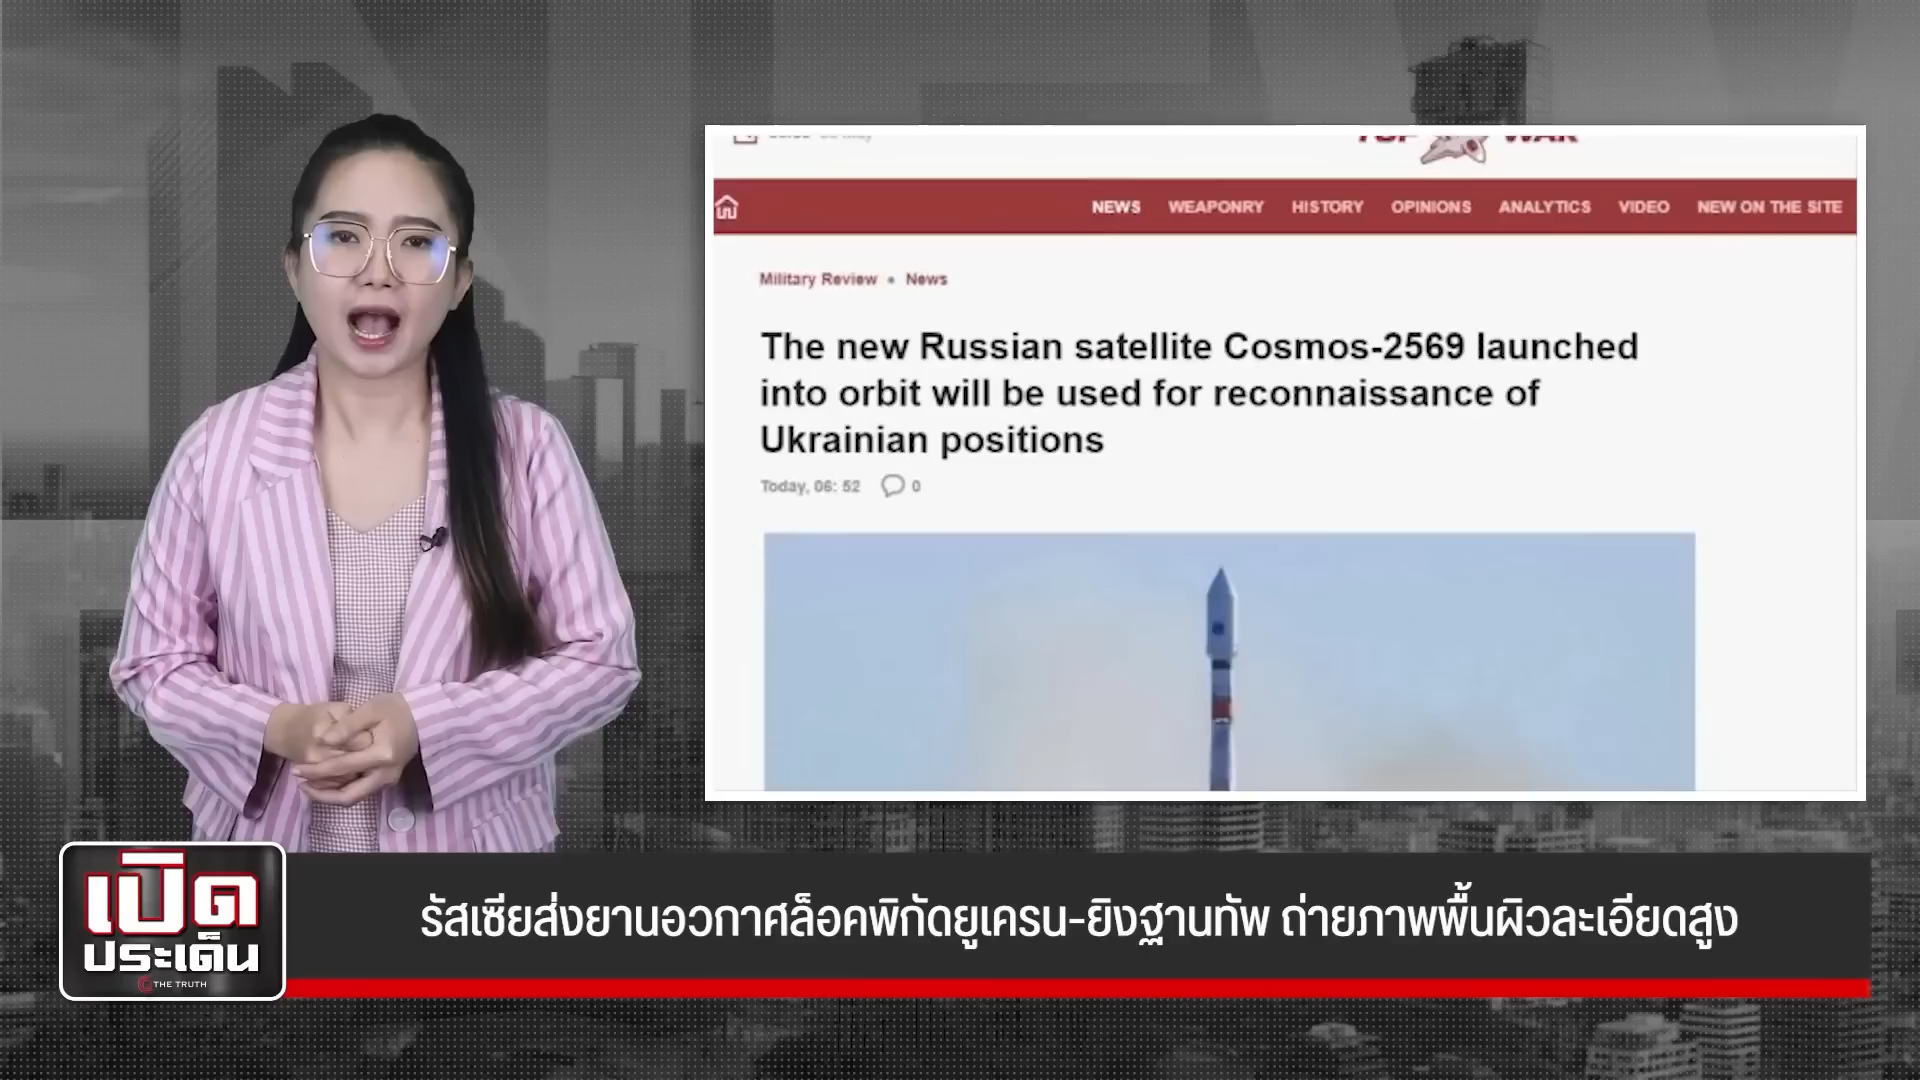 TOP WAR
NEWS WEAPONRY HISTORY OPINIONS ANALYTICS VIDEO NEW ON THE SITE
Military Review • News
The new Russian satellite Cosmos-2569 launched
into orbit will be used for reconnaissance of
Ukrainian positions
Today, 06: 52 0
เปิด
ประเด็น
THE TRUTH
รัสเซียส่งยานอวกาศล็อคพิกัดยูเครน-ยิงฐานทัพ ถ่ายภาพพื้นผิวละเอียดสูง